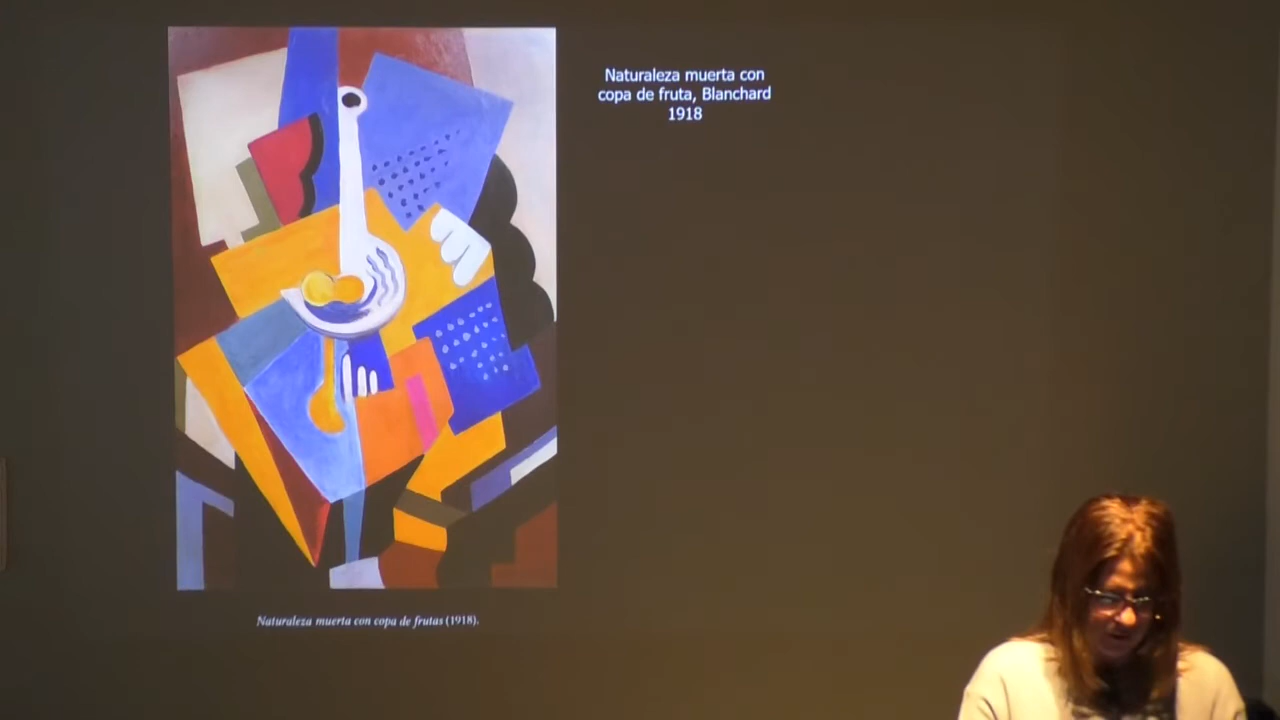 Naturaleza muerta con
copa de fruta, Blanchard
1918
Naturaleza muerta con copa de frutas (1918).